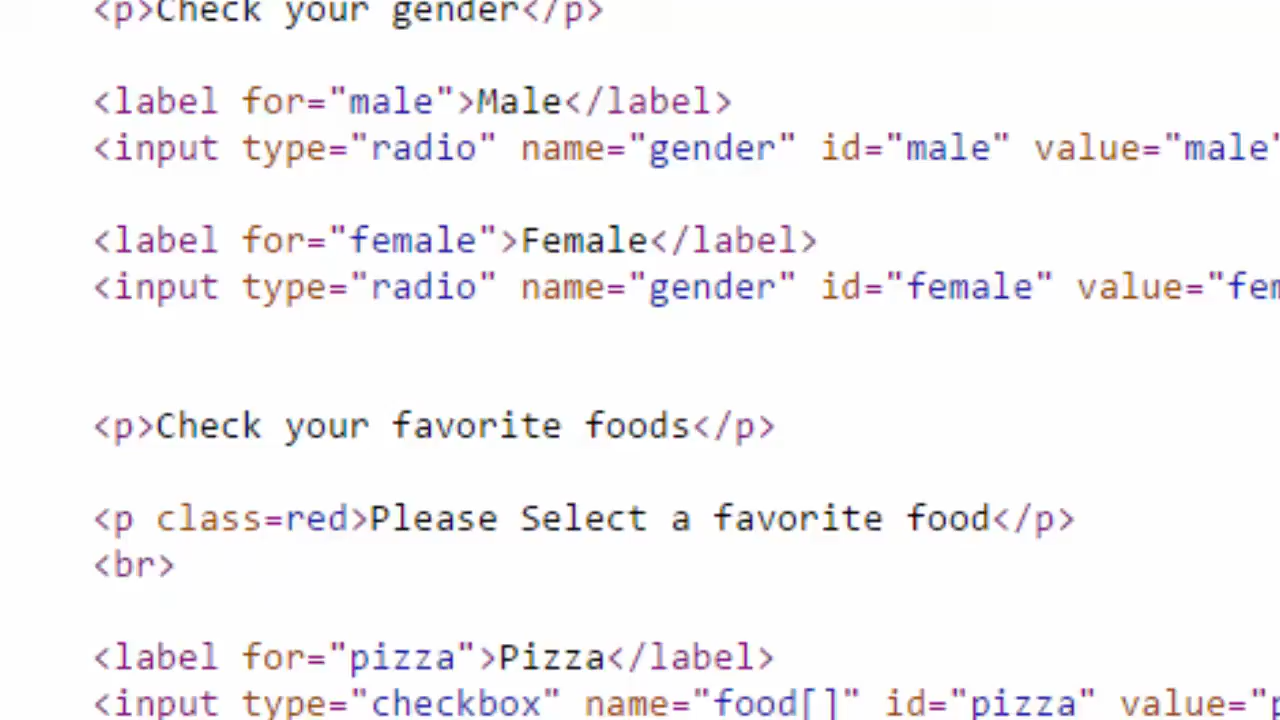 <p>Check your gender</p>
<label for="male">Male</label>
<input type="radio" name="gender" id="male" value="male"
<label for="female">Female</label>
<input type="radio" name="gender" id="female" value="fem
<p>Check your favorite foods</p>
<p class=red>Please Select a favorite food</p>
<br>
<label for="pizza">Pizza</label>
<input type="checkbox" name="food[]" id="pizza" value="p